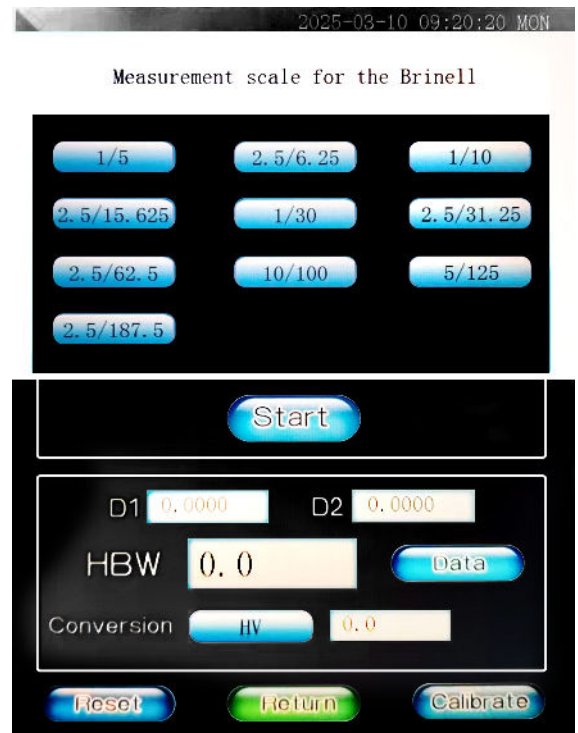 2025-03-10 09:20:20 MON
Measurement scale for the Brinell
1/5 2.5/6.25 1/10
2.5/15.625 1/30 2.5/31.25
2.5/62.5 10/100 5/125
2.5/187.5
Start
D1 0.0000 D2 0.0000
HBW 0.0 Data
Conversion HV 0.0
Reset Return Calibrate